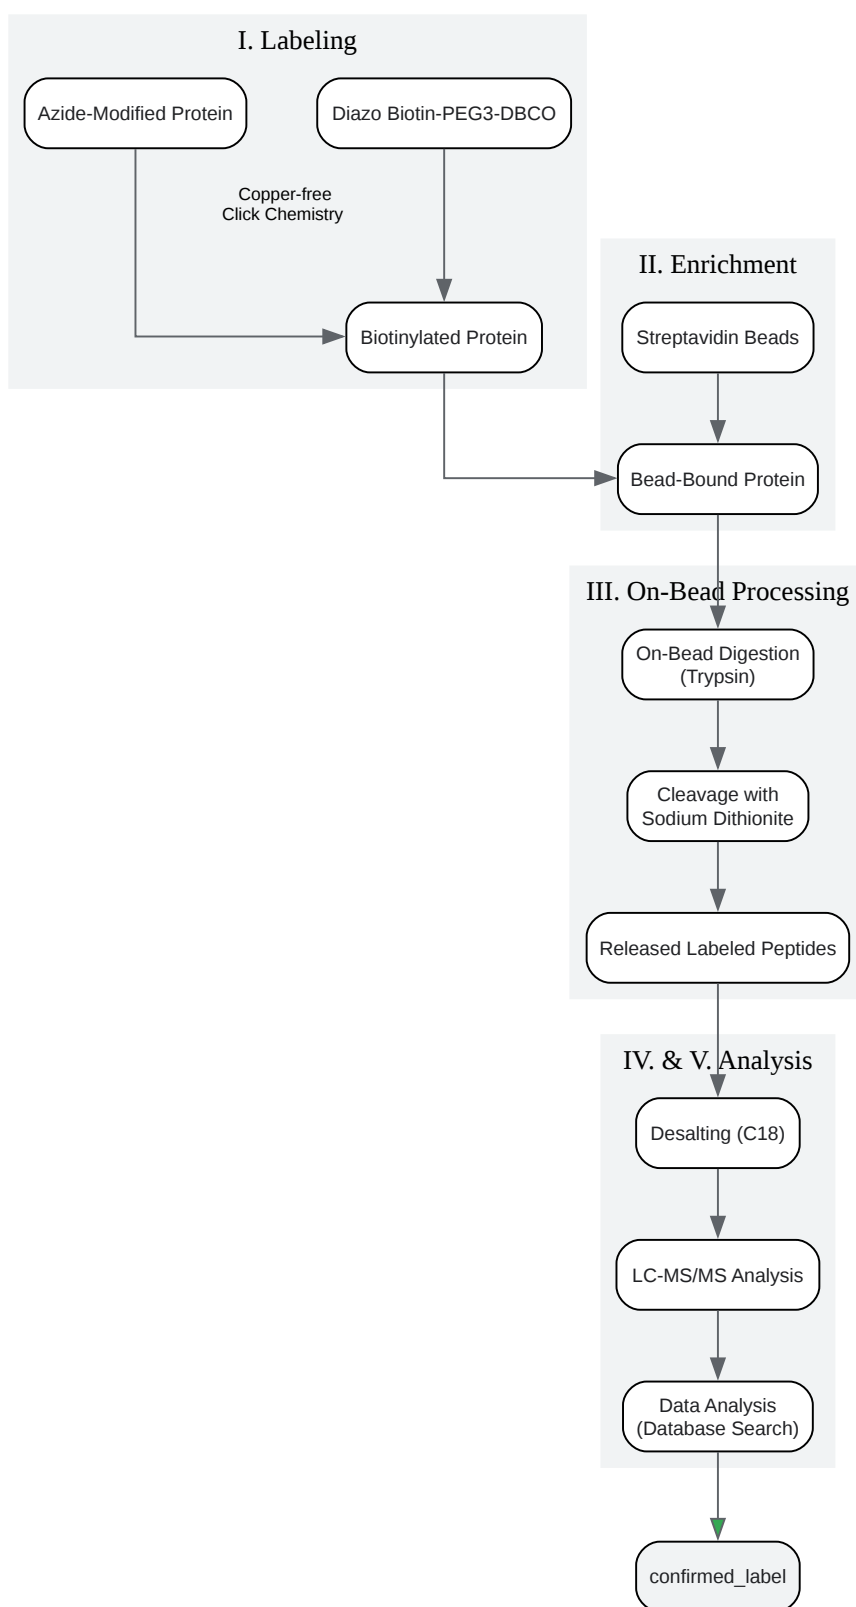 I. Labeling
Azide-Modified Protein
Diazo Biotin-PEG3-DBCO
Copper-free
Click Chemistry
Biotinylated Protein
II. Enrichment
Streptavidin Beads
Bead-Bound Protein
III. On-Bead Processing
On-Bead Digestion
(Trypsin)
Cleavage with
Sodium Dithionite
Released Labeled Peptides
IV. & V. Analysis
Desalting (C18)
LC-MS/MS Analysis
Data Analysis
(Database Search)
confirmed_label